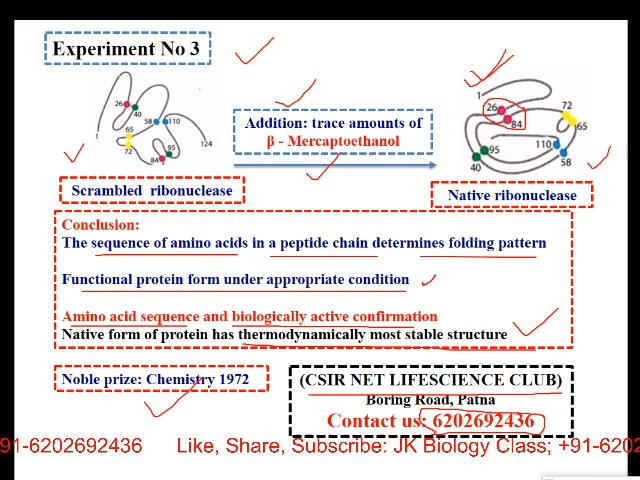 Experiment No 3
1
26
40
58
110
65
72
95
84
124
Scrambled ribonuclease
Addition: trace amounts of
β - Mercaptoethanol
1
26
84
72
65
95
40
110
58
Native ribonuclease
Conclusion:
The sequence of amino acids in a peptide chain determines folding pattern
Functional protein form under appropriate condition
Amino acid sequence and biologically active confirmation
Native form of protein has thermodynamically most stable structure
Noble prize: Chemistry 1972
(CSIR NET LIFESCIENCE CLUB)
Boring Road, Patna
Contact us: 6202692436
91-6202692436 Like, Share, Subscribe: JK Biology Class; +91-6202